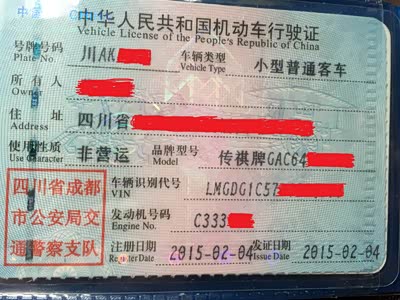 中华人民共和国机动车行驶证
Vehicle License of the People's Republic of China
号牌号码 川AK 车辆类型 小型普通客车
Plate No. Vehicle Type
所有人
Owner
住址 四川省
Address
使用性质 非营运 品牌型号 传祺牌GAC64
Use Character Model
四川省成都
市公安局交
通警察支队
车辆识别代号 LMGDG1C57
VIN
发动机号码 C333
Engine No.
注册日期 2015-02-04 发证日期 2015-02-04
Register Date Issue Date